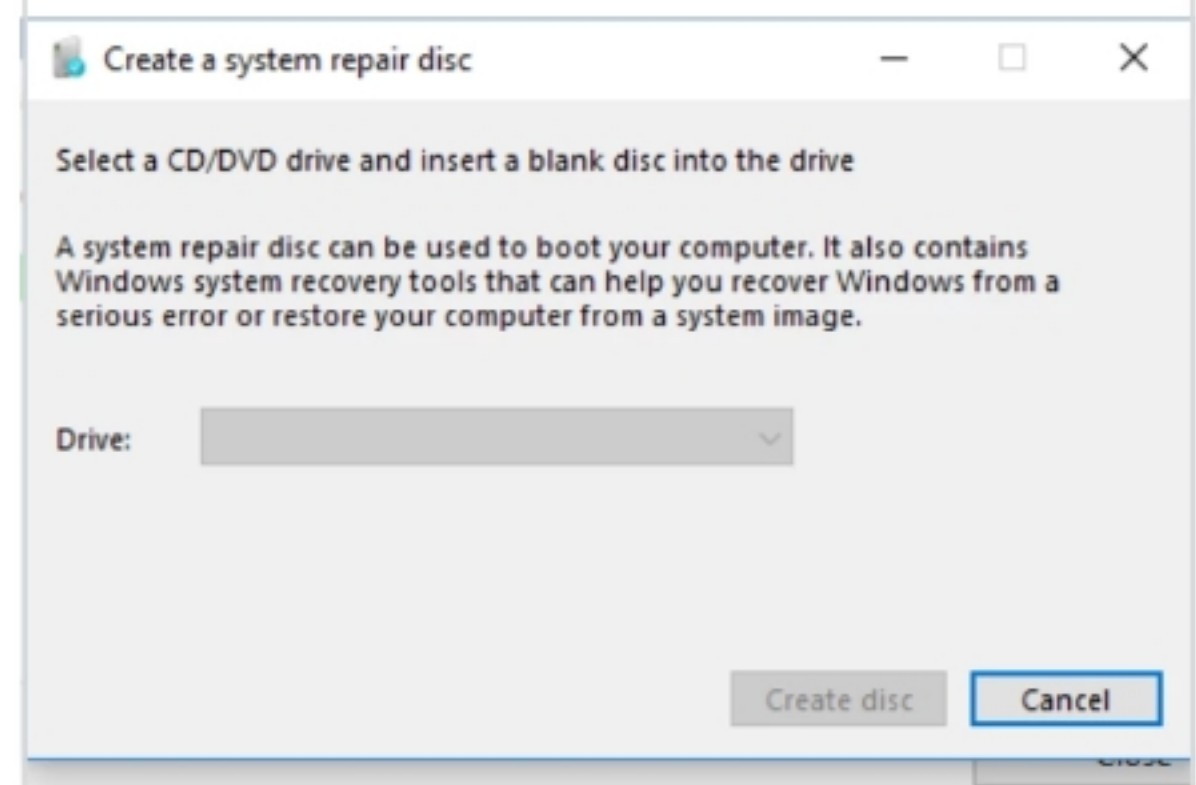 Create a system repair disc
Select a CD/DVD drive and insert a blank disc into the drive
A system repair disc can be used to boot your computer. It also contains
Windows system recovery tools that can help you recover Windows from a
serious error or restore your computer from a system image.
Drive:
Create disc
Cancel
Close